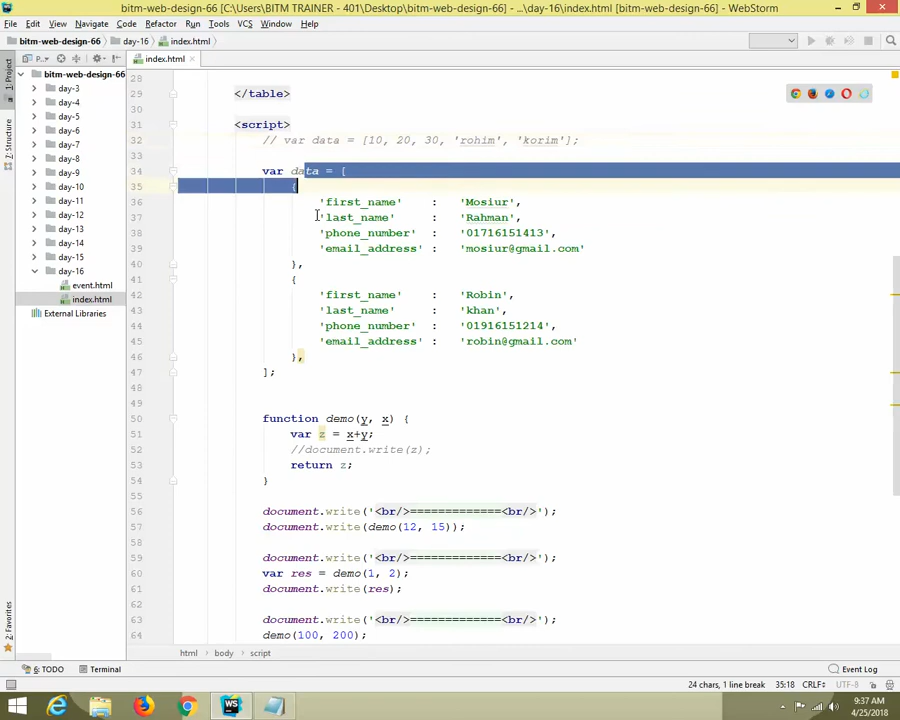 bitm-web-design-66 [C:\Users\BITM TRAINER - 401\Desktop\bitm-web-design-66] - ...\day-16\index.html [bitm-web-design-66] - WebStorm
File Edit View Navigate Code Refactor Run Tools VCS Window Help
bitm-web-design-66 day-16 index.html
P.. index.html
1: Project
Structure
2: Favorites
bitm-web-design-66
day-3
day-4
day-5
day-6
day-7
day-8
day-9
day-10
day-11
day-12
day-13
day-14
day-15
day-16
event.html
index.html
External Libraries
28
29 </table>
30
31 <script>
32 // var data = [10, 20, 30, 'rohim', 'korim'];
33
34 var data = [
35 {
36 'first_name' : 'Mosiur',
37 'last_name' : 'Rahman',
38 'phone_number' : '01716151413',
39 'email_address' : 'mosiur@gmail.com'
40 },
41 {
42 'first_name' : 'Robin',
43 'last_name' : 'khan',
44 'phone_number' : '01916151214',
45 'email_address' : 'robin@gmail.com'
46 },
47 ];
48
49
50 function demo(y, x) {
51 var z = x+y;
52 //document.write(z);
53 return z;
54 }
55
56 document.write('<br/>=============<br/>');
57 document.write(demo(12, 15));
58
59 document.write('<br/>=============<br/>');
60 var res = demo(1, 2);
61 document.write(res);
62
63 document.write('<br/>=============<br/>');
64 demo(100, 200);
html body script
6: TODO Terminal Event Log
24 chars, 1 line break 35:18 CRLF UTF-8
WS
9:37 AM
4/25/2018